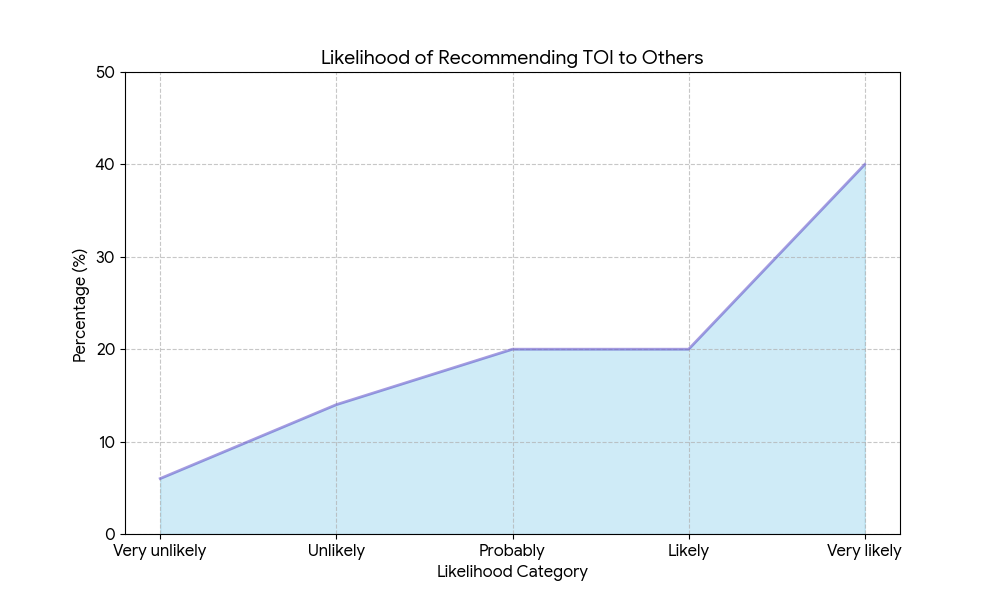 Likelihood of Recommending TOI to Others
50
40
30
20
10
0
Percentage (%)
Very unlikely Unlikely Probably Likely Very likely
Likelihood Category